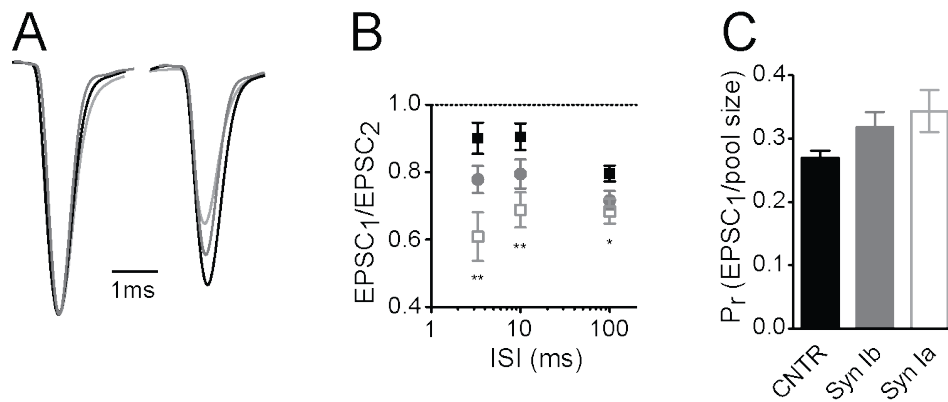 A
1ms
B
EPSC1/EPSC2
1.0
0.8
0.6
0.4
**
**
*
1 10 100
ISI (ms)
C
Pr (EPSC1/pool size)
0.4
0.3
0.2
0.1
0.0
CNTR
Syn Ib
Syn Ia